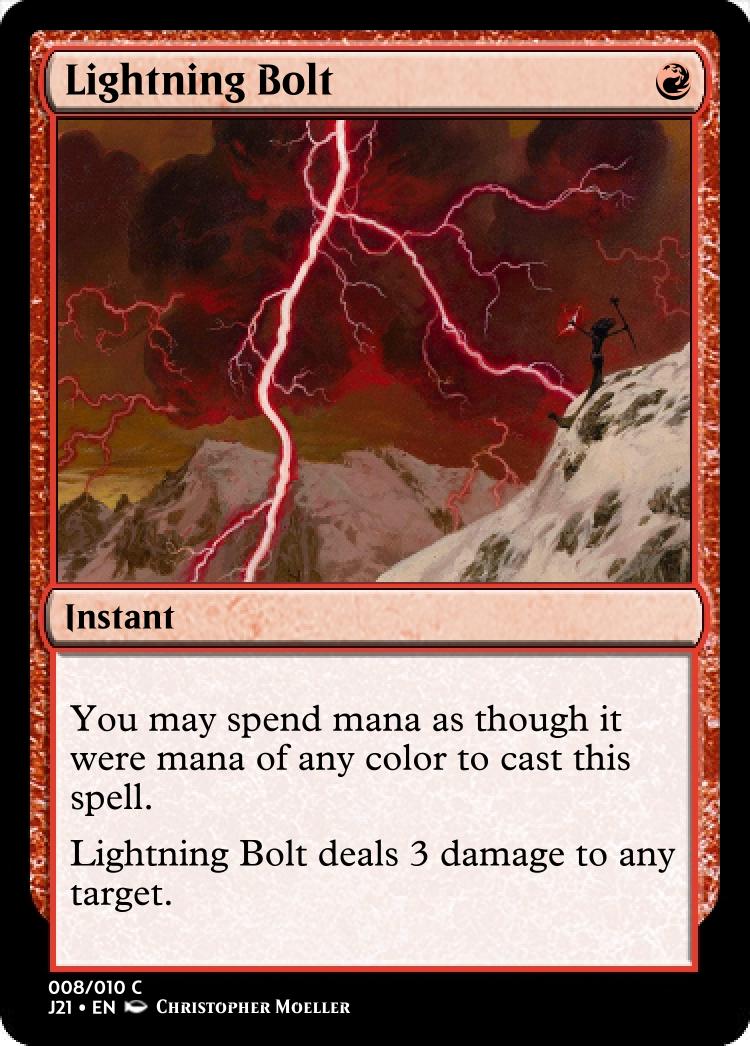 Lightning Bolt
Instant
You may spend mana as though it
were mana of any color to cast this
spell.
Lightning Bolt deals 3 damage to any
target.
008/010 C
J21 • EN Christopher Moeller